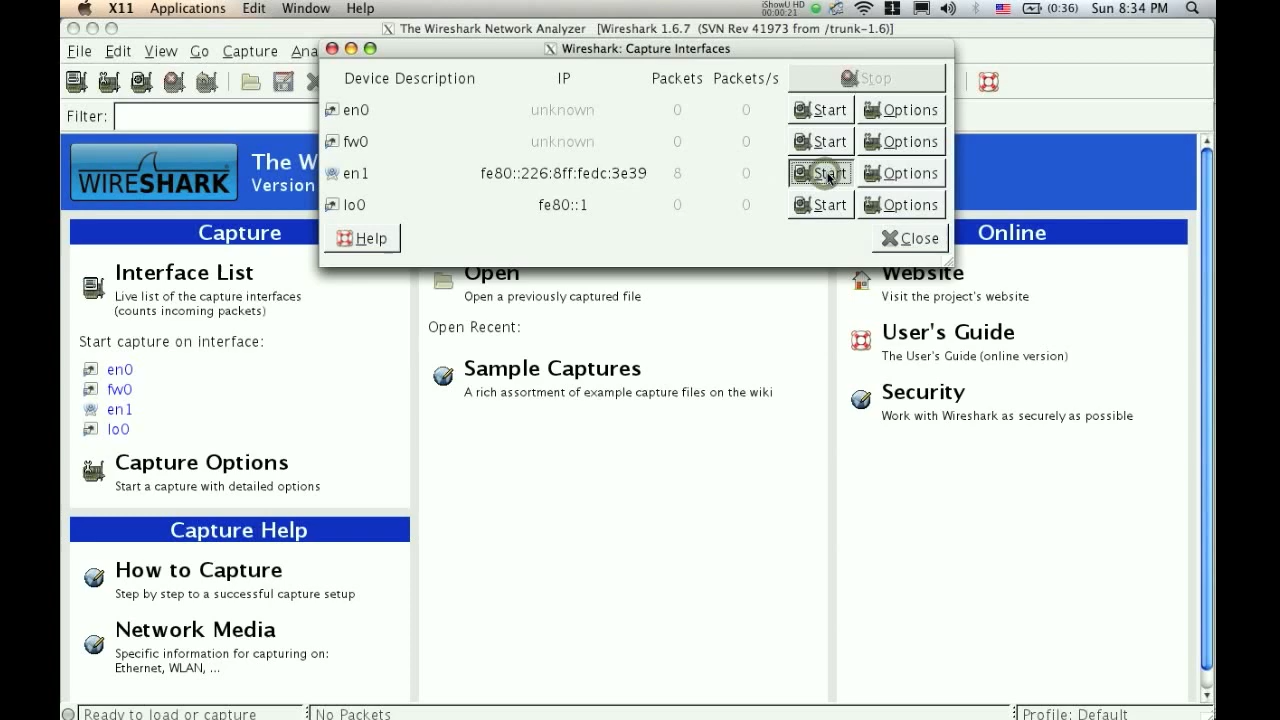 X11 Applications Edit Window Help
iShowU HD
00:00:21
(0:36) Sun 8:34 PM
The Wireshark Network Analyzer [Wireshark 1.6.7 (SVN Rev 41973 from /trunk-1.6)]
File Edit View Go Capture Ana
Wireshark: Capture Interfaces
Device Description IP Packets Packets/s Stop
en0 unknown 0 0 Start Options
fw0 unknown 0 0 Start Options
en1 fe80::226:8ff:fedc:3e39 8 0 Start Options
lo0 fe80::1 0 0 Start Options
Help Close
Filter:
WIRESHARK
The W
Version
Capture
Interface List
Live list of the capture interfaces
(counts incoming packets)
Start capture on interface:
en0
fw0
en1
lo0
Capture Options
Start a capture with detailed options
Capture Help
How to Capture
Step by step to a successful capture setup
Network Media
Specific information for capturing on:
Ethernet, WLAN, ...
Open
Open a previously captured file
Open Recent:
Sample Captures
A rich assortment of example capture files on the wiki
Online
Website
Visit the project's website
User's Guide
The User's Guide (online version)
Security
Work with Wireshark as securely as possible
Ready to load or capture No Packets Profile: Default